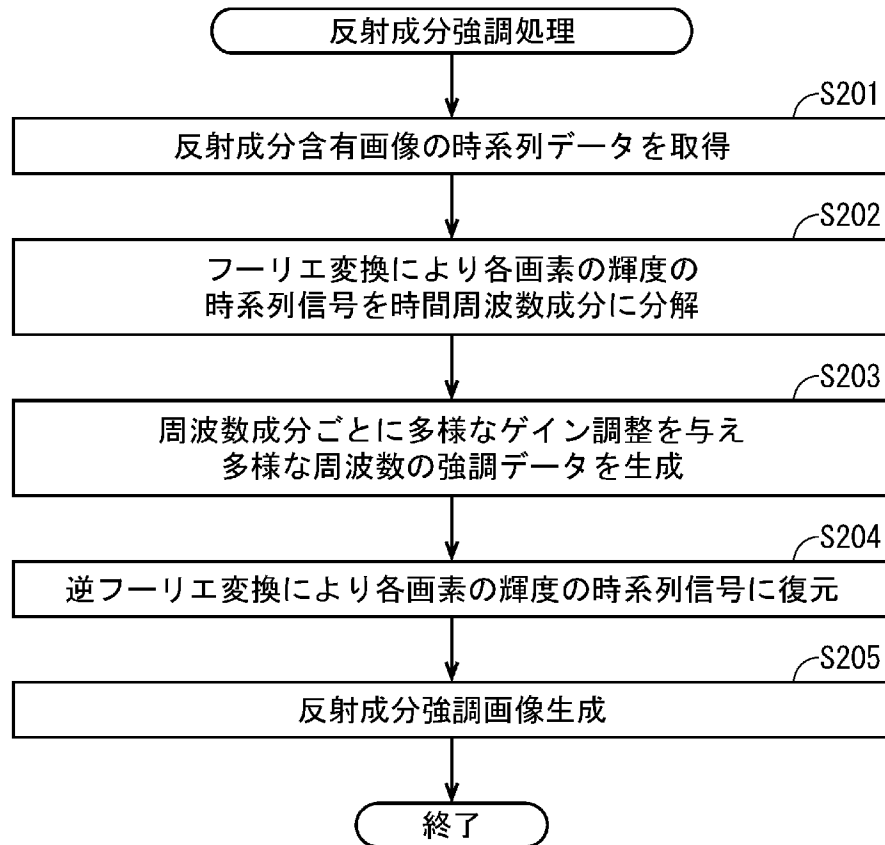 反射成分強調処理
S201
反射成分含有画像の時系列データを取得
S202
フーリエ変換により各画素の輝度の
時系列信号を時間周波数成分に分解
S203
周波数成分ごとに多様なゲイン調整を与え
多様な周波数の強調データを生成
S204
逆フーリエ変換により各画素の輝度の時系列信号に復元
S205
反射成分強調画像生成
終了